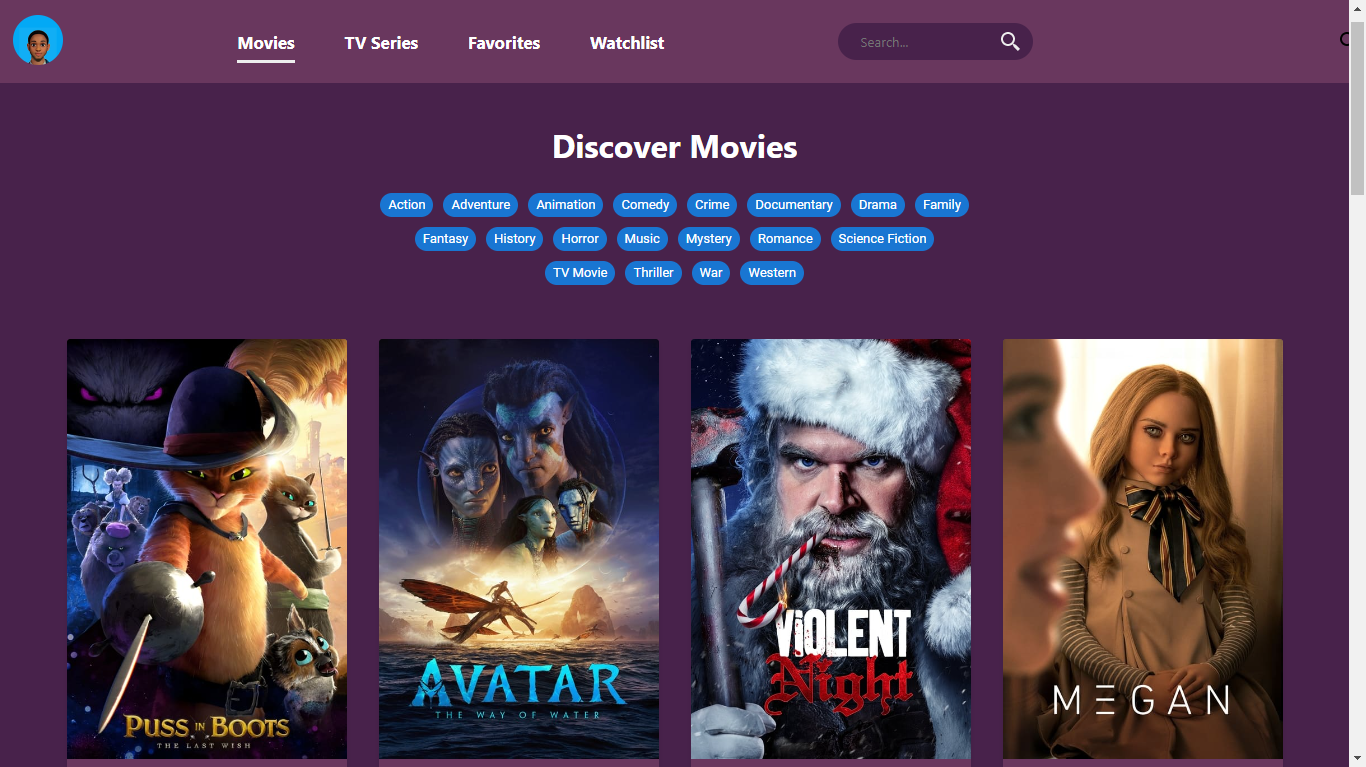 Movies TV Series Favorites Watchlist Search...
Discover Movies
Action Adventure Animation Comedy Crime Documentary Drama Family
Fantasy History Horror Music Mystery Romance Science Fiction
TV Movie Thriller War Western
PUSS IN BOOTS
THE LAST WISH
AVATAR
THE WAY OF WATER
VIOLENT
Night
M Ξ G A N